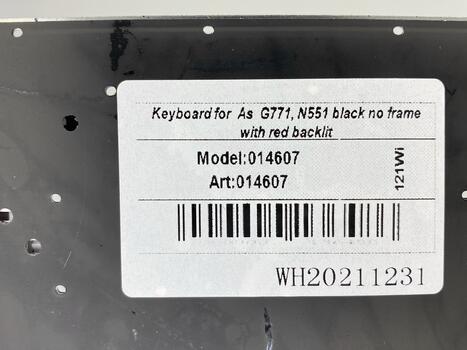 Keyboard for As G771, N551 black no frame
with red backlit
Model:014607
Art:014607
121Wi
WH20211231